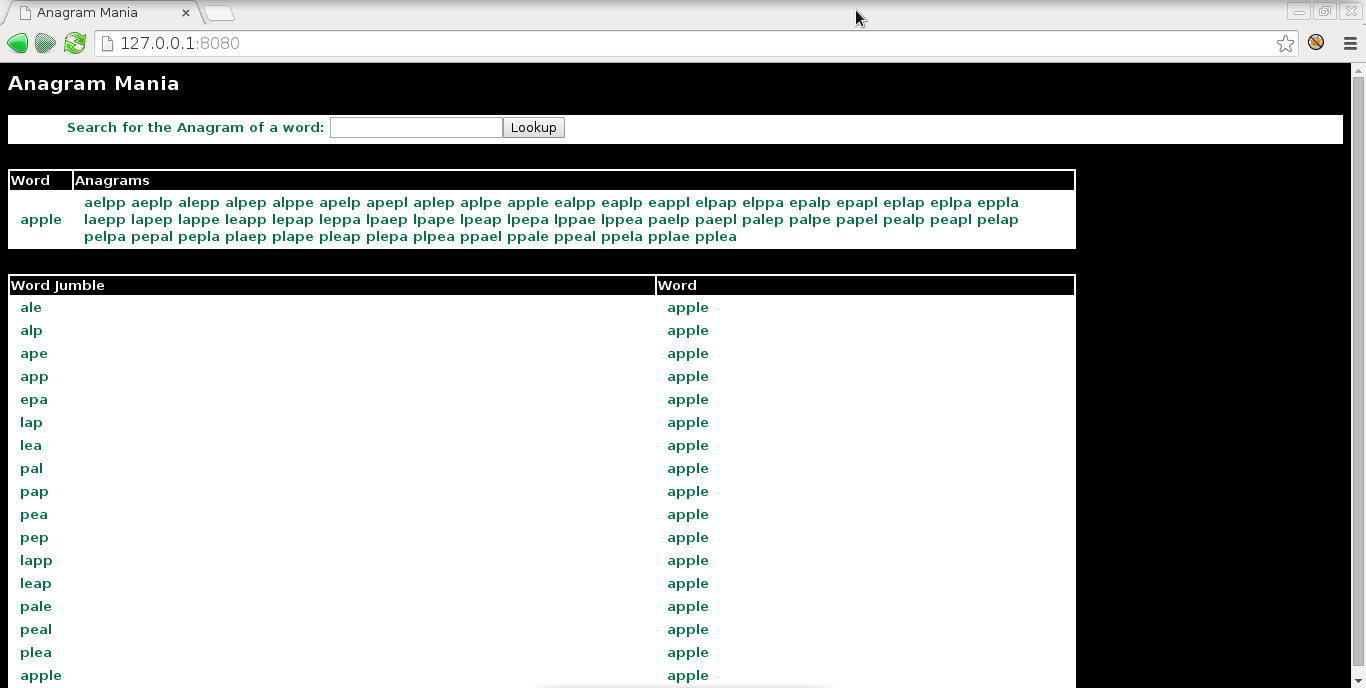 Anagram Mania
127.0.0.1:8080
Anagram Mania
Search for the Anagram of a word: Lookup
Word Anagrams
aelpp aeplp alepp alpep alppe apelp apepl aplep aplpe apple ealpp eaplp eappl elpap elppa epalp epapl eplap eplpa eppla
apple laepp lapep lappe leapp lepap leppa lpaep lpape lpeap lpepa lppae lppea paelp paepl palep palpe papel pealp peapl pelap
pelpa pepal pepla plaep plape pleap plepa plpea ppael ppale ppeal ppela pplae pplea
Word Jumble Word
ale apple
alp apple
ape apple
app apple
epa apple
lap apple
lea apple
pal apple
pap apple
pea apple
pep apple
lapp apple
leap apple
pale apple
peal apple
plea apple
apple apple